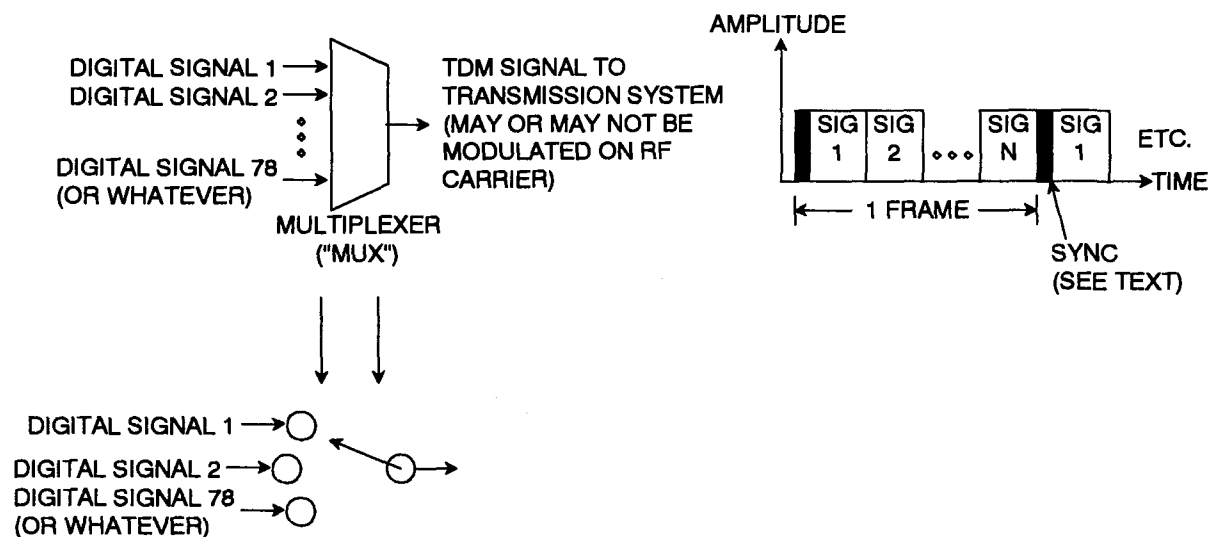 DIGITAL SIGNAL 1
DIGITAL SIGNAL 2
DIGITAL SIGNAL 78
(OR WHATEVER)
MULTIPLEXER
("MUX")
TDM SIGNAL TO
TRANSMISSION SYSTEM
(MAY OR MAY NOT BE
MODULATED ON RF
CARRIER)
AMPLITUDE
SIG
1
SIG
2
SIG
N
SIG
1
ETC.
TIME
1 FRAME
SYNC
(SEE TEXT)
DIGITAL SIGNAL 1
DIGITAL SIGNAL 2
DIGITAL SIGNAL 78
(OR WHATEVER)